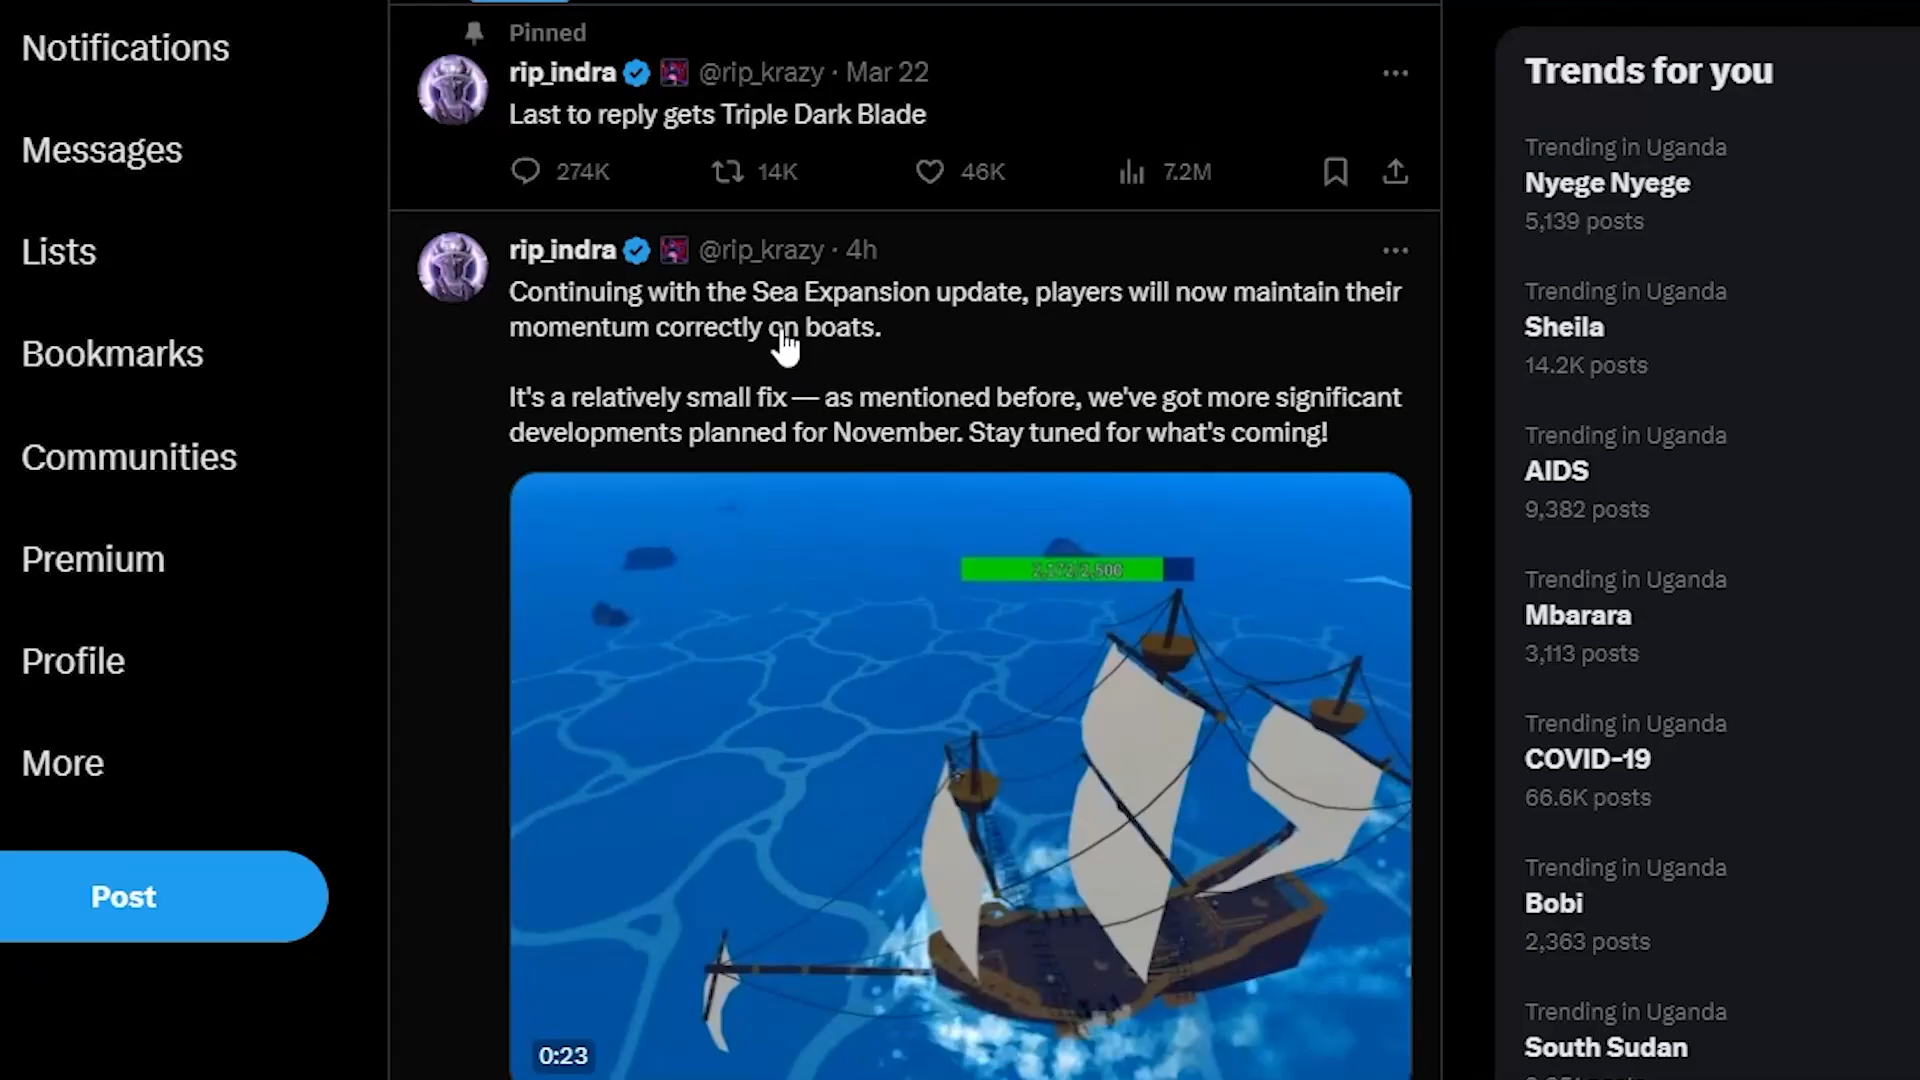 Notifications
Messages
Lists
Bookmarks
Communities
Premium
Profile
More
Post
Pinned
rip_indra @rip_krazy · Mar 22
Last to reply gets Triple Dark Blade
274K 14K 46K 7.2M
rip_indra @rip_krazy · 4h
Continuing with the Sea Expansion update, players will now maintain their
momentum correctly on boats.
It's a relatively small fix — as mentioned before, we've got more significant
developments planned for November. Stay tuned for what's coming!
2,172/2,500
0:23
Trends for you
Trending in Uganda
Nyege Nyege
5,139 posts
Trending in Uganda
Sheila
14.2K posts
Trending in Uganda
AIDS
9,382 posts
Trending in Uganda
Mbarara
3,113 posts
Trending in Uganda
COVID-19
66.6K posts
Trending in Uganda
Bobi
2,363 posts
Trending in Uganda
South Sudan